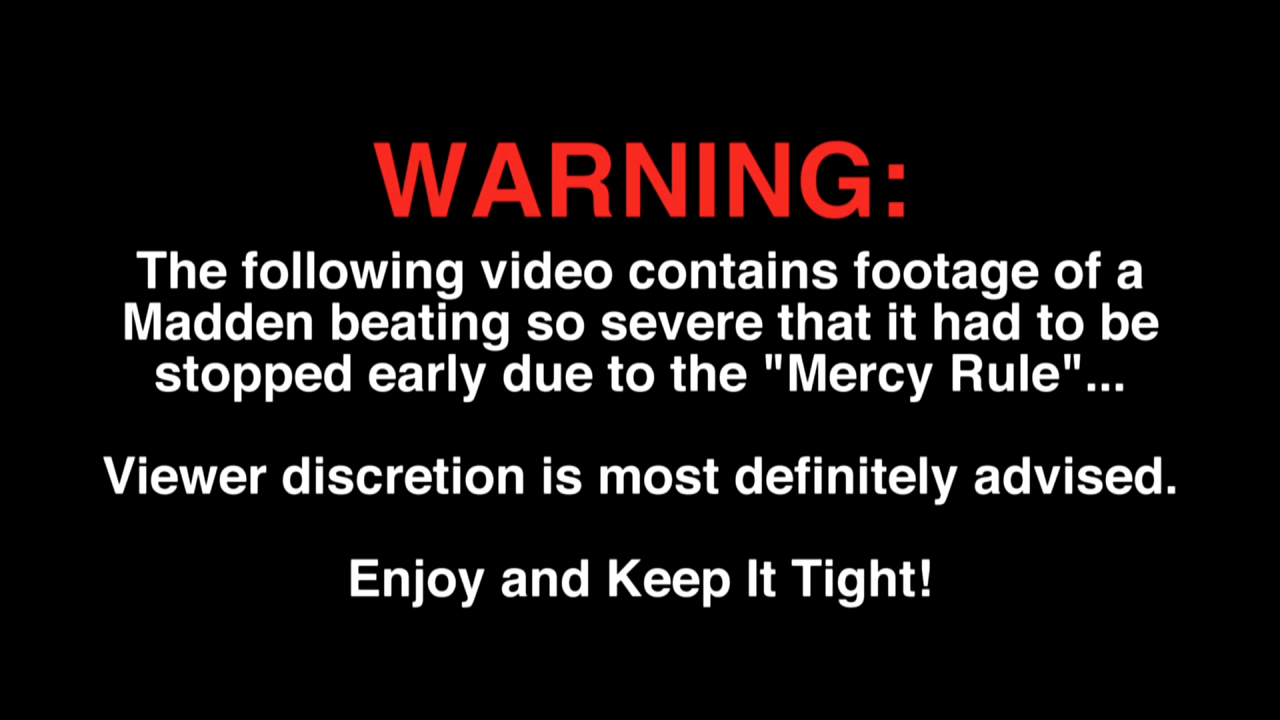 WARNING:
The following video contains footage of a
Madden beating so severe that it had to be
stopped early due to the "Mercy Rule"...
Viewer discretion is most definitely advised.
Enjoy and Keep It Tight!